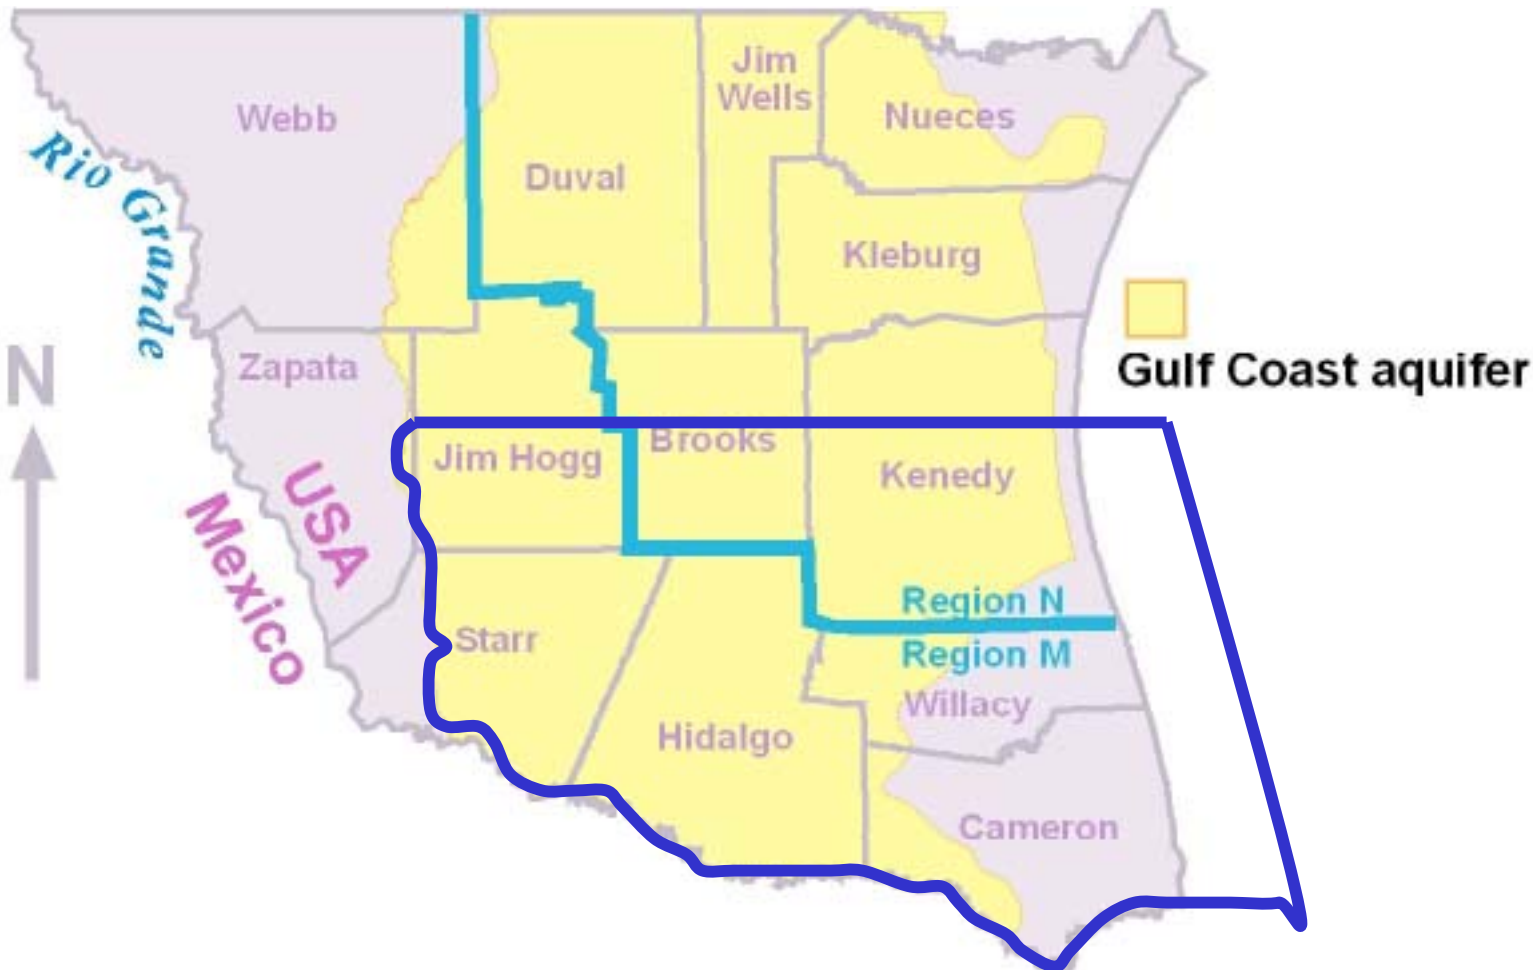 Jim
Wells
Webb
Nueces
Rio Grande
Duval
Kleburg
N
Zapata
Gulf Coast aquifer
Brooks
Jim Hogg
Kenedy
USA
Mexico
Region N
Starr
Region M
Willacy
Hidalgo
Cameron